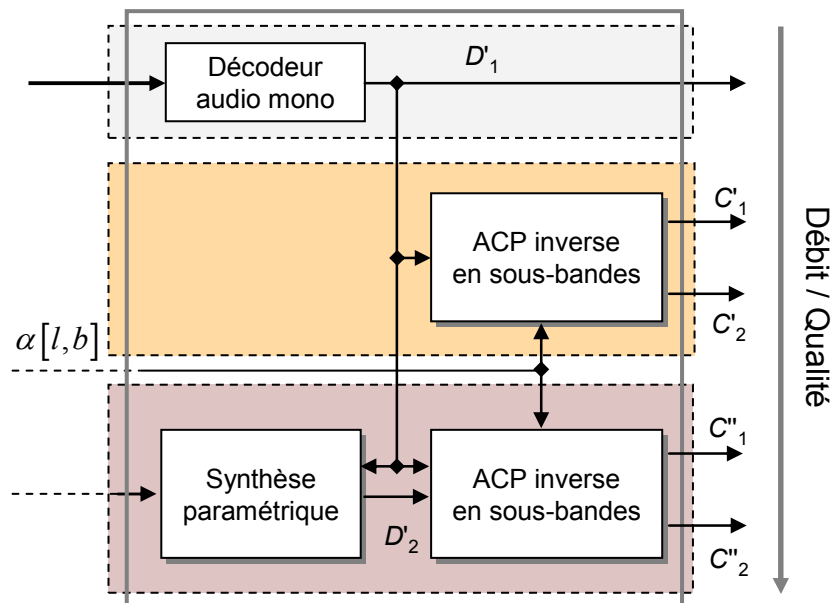 Décodeur
audio mono
D'₁
ACP inverse
en sous-bandes
C'₁
C'₂
α[l,b]
Synthèse
paramétrique
D'₂
ACP inverse
en sous-bandes
C"₁
C"₂
Débit / Qualité